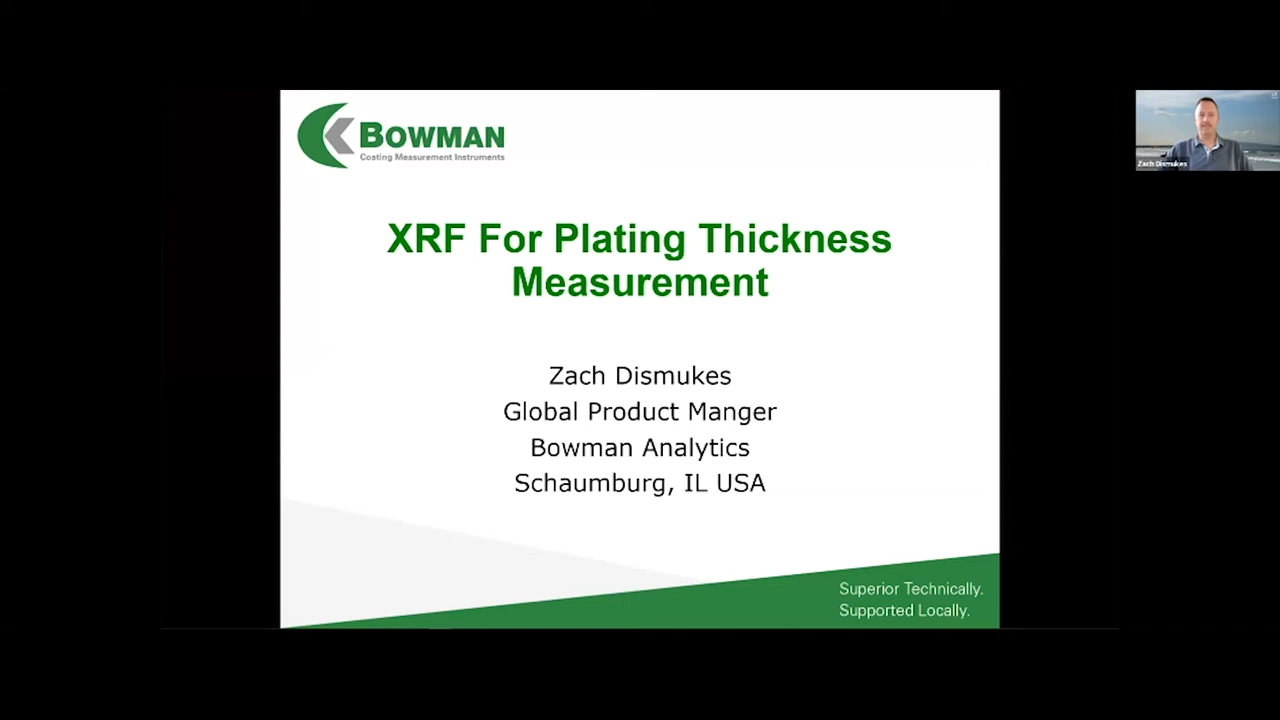 BOWMAN
Coating Measurement Instruments
XRF For Plating Thickness
Measurement
Zach Dismukes
Global Product Manger
Bowman Analytics
Schaumburg, IL USA
Superior Technically.
Supported Locally.
Zach Dismukes